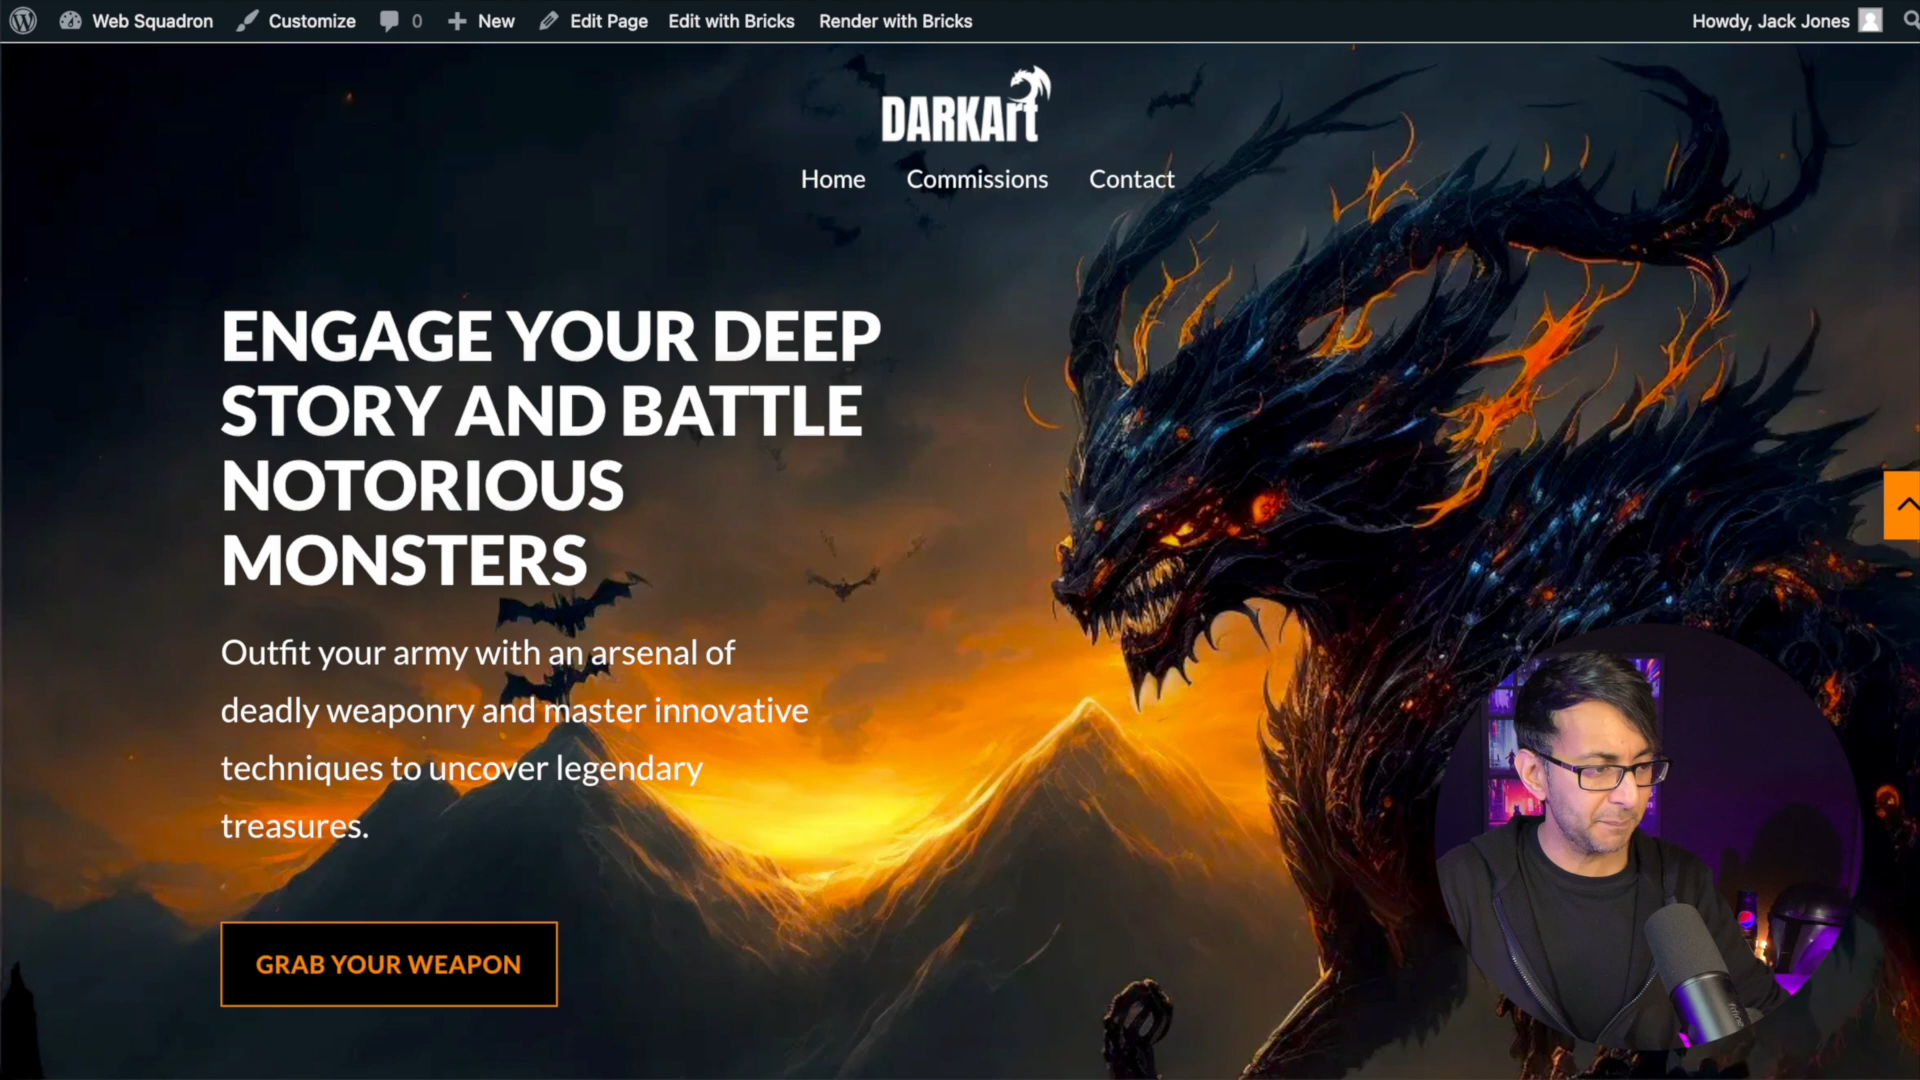 Web Squadron Customize 0 New Edit Page Edit with Bricks Render with Bricks Howdy, Jack Jones
DARKArt
Home Commissions Contact
ENGAGE YOUR DEEP
STORY AND BATTLE
NOTORIOUS
MONSTERS
Outfit your army with an arsenal of
deadly weaponry and master innovative
techniques to uncover legendary
treasures.
GRAB YOUR WEAPON